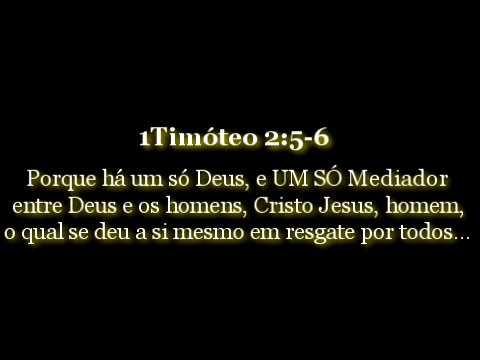 1Timóteo 2:5-6
Porque há um só Deus, e UM SÓ Mediador
entre Deus e os homens, Cristo Jesus, homem,
o qual se deu a si mesmo em resgate por todos...